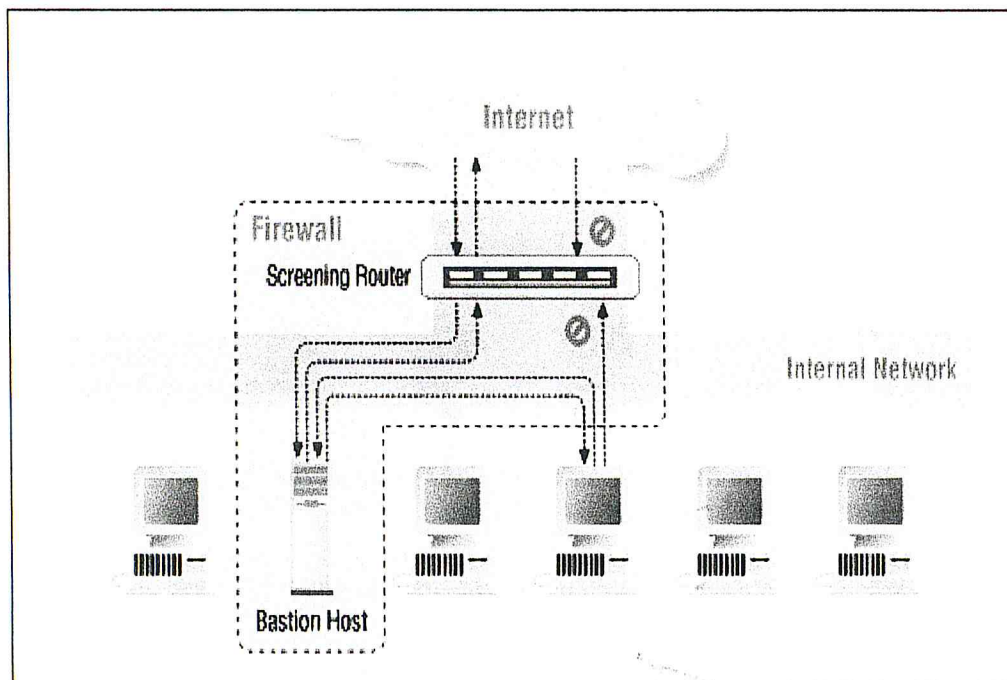 Internet
Firewall
Screening Router
Internal Network
Bastion Host